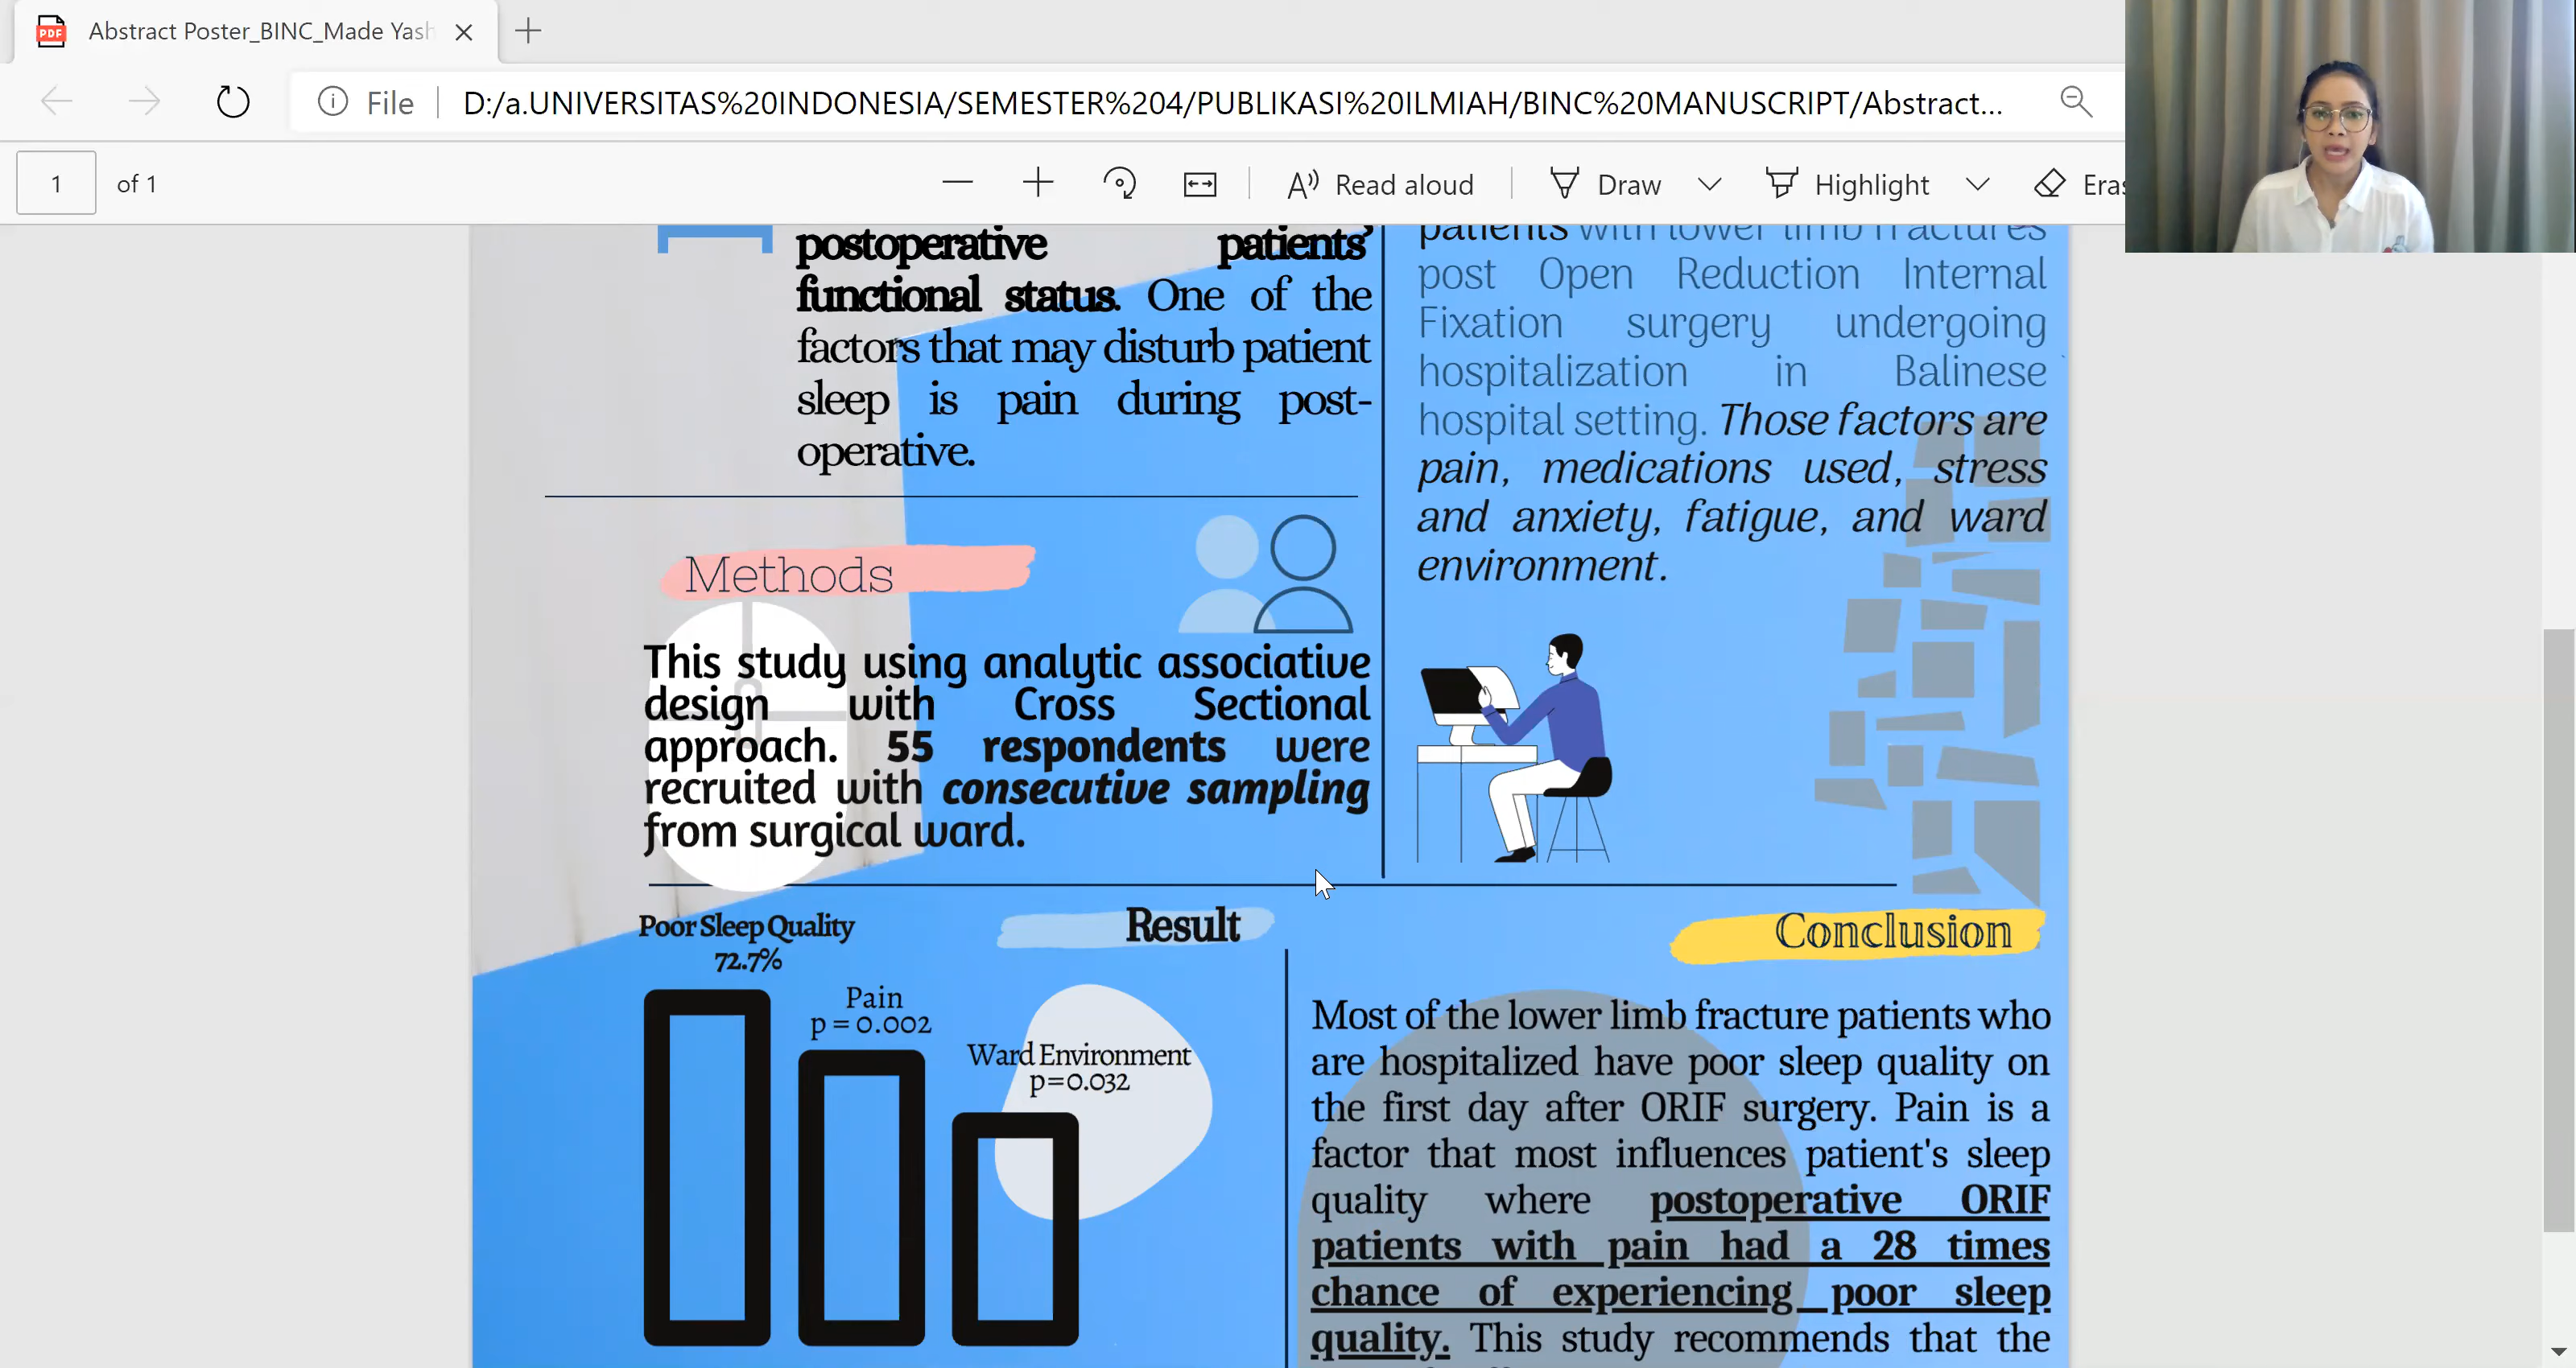 Abstract Poster_BINC_Made Yash
File
D:/a.UNIVERSITAS%20INDONESIA/SEMESTER%204/PUBLIKASI%20ILMIAH/BINC%20MANUSCRIPT/Abstract...
1 of 1
Read aloud
Draw
Highlight
Eras
postoperative patients'
functional status. One of the
factors that may disturb patient
sleep is pain during post-
operative.
Methods
This study using analytic associative
design with Cross Sectional
approach. 55 respondents were
recruited with consecutive sampling
from surgical ward.
patients with lower limb fractures
post Open Reduction Internal
Fixation surgery undergoing
hospitalization in Balinese
hospital setting. Those factors are
pain, medications used, stress
and anxiety, fatigue, and ward
environment.
Result
Poor Sleep Quality
72.7%
Pain
p = 0.002
Ward Environment
p=0.032
Conclusion
Most of the lower limb fracture patients who
are hospitalized have poor sleep quality on
the first day after ORIF surgery. Pain is a
factor that most influences patient's sleep
quality where postoperative ORIF
patients with pain had a 28 times
chance of experiencing poor sleep
quality. This study recommends that the